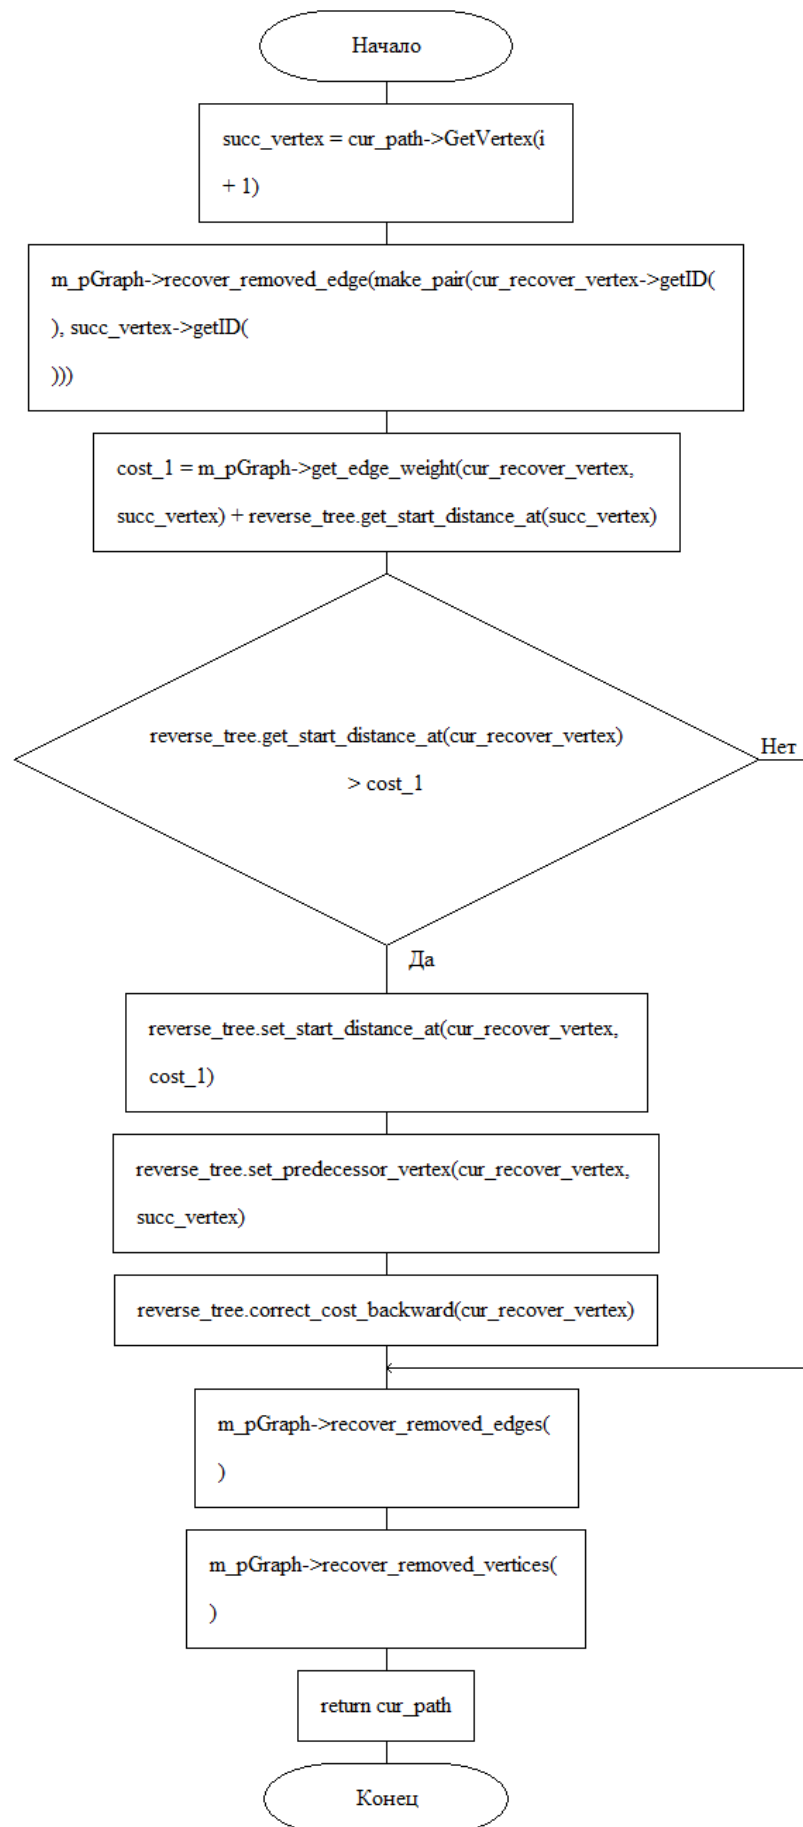 Начало
succ_vertex = cur_path->GetVertex(i
+ 1)
m_pGraph->recover_removed_edge(make_pair(cur_recover_vertex->getID(
), succ_vertex->getID(
)))
cost_1 = m_pGraph->get_edge_weight(cur_recover_vertex,
succ_vertex) + reverse_tree.get_start_distance_at(succ_vertex)
reverse_tree.get_start_distance_at(cur_recover_vertex)
> cost_1
Нет
Да
reverse_tree.set_start_distance_at(cur_recover_vertex,
cost_1)
reverse_tree.set_predecessor_vertex(cur_recover_vertex,
succ_vertex)
reverse_tree.correct_cost_backward(cur_recover_vertex)
m_pGraph->recover_removed_edges(
)
m_pGraph->recover_removed_vertices(
)
return cur_path
Конец